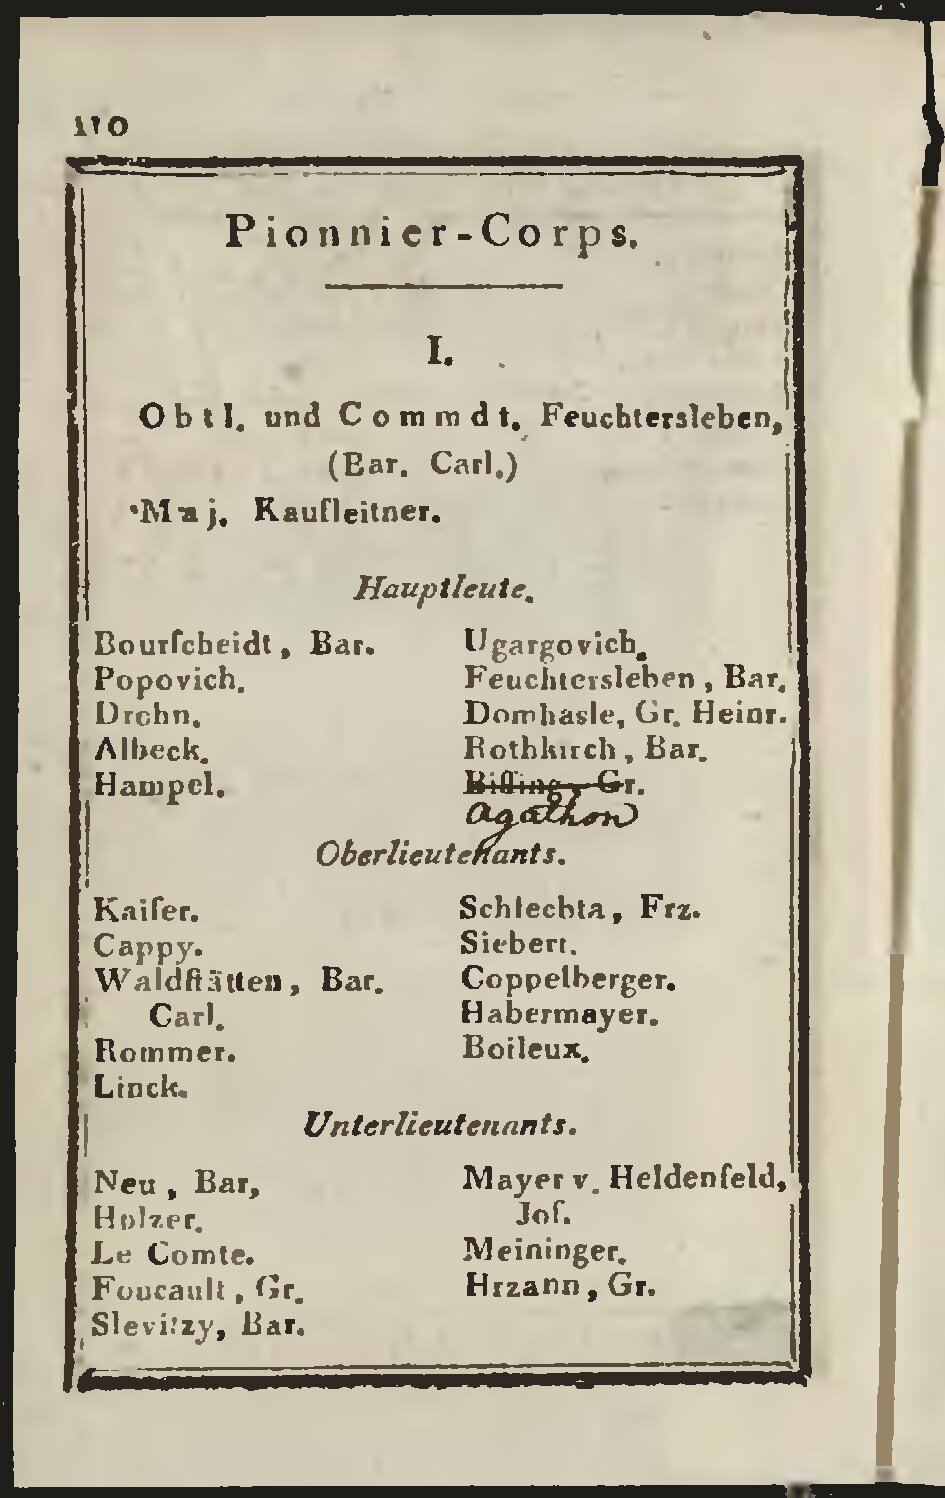 110
Pionnier-Corps.
I.
Obtl. und Commdt. Feuchtersleben,
(Bar. Carl.)
Maj. Kaufleitner.
Hauptleute.
Bourſcheidt, Bar.
Popovich.
Drohn.
Albeck.
Hampel.
Ugargovich.
Feuchtersleben, Bar.
Domhasle, Gr. Heinr.
Rothkirch, Bar.
Biſſing, Gr.
Agathon
Oberlieutenants.
Kaiſer.
Cappy.
Waldſtätten, Bar.
Carl.
Rommer.
Linck.
Schlechta, Frz.
Siebert.
Coppelberger.
Habermayer.
Boileux.
Unterlieutenants.
Neu, Bar,
Holzer.
Le Comte.
Foucault, Gr.
Slevitzy, Bar.
Mayer v. Heldenfeld,
Joſ.
Meininger.
Hrzann, Gr.